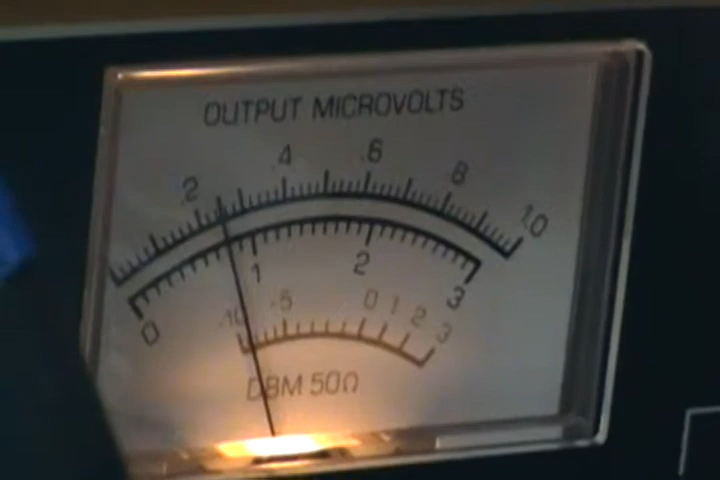 OUTPUT MICROVOLTS
.2 .4 .6 .8 1.0
0 1 2 3
-10 -5 0 1 2 3
DBM 50Ω